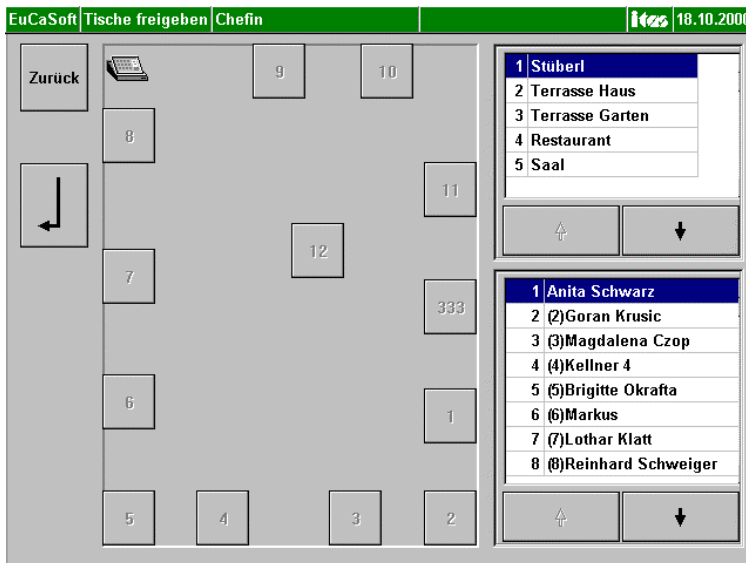 EuCaSoft Tische freigeben Chefin ites 18.10.200
Zurück
9 10
8
11
12
7
333
6
1
5 4 3 2
1 Stüberl
2 Terrasse Haus
3 Terrasse Garten
4 Restaurant
5 Saal
1 Anita Schwarz
2 (2)Goran Krusic
3 (3)Magdalena Czop
4 (4)Kellner 4
5 (5)Brigitte Okrafta
6 (6)Markus
7 (7)Lothar Klatt
8 (8)Reinhard Schweiger